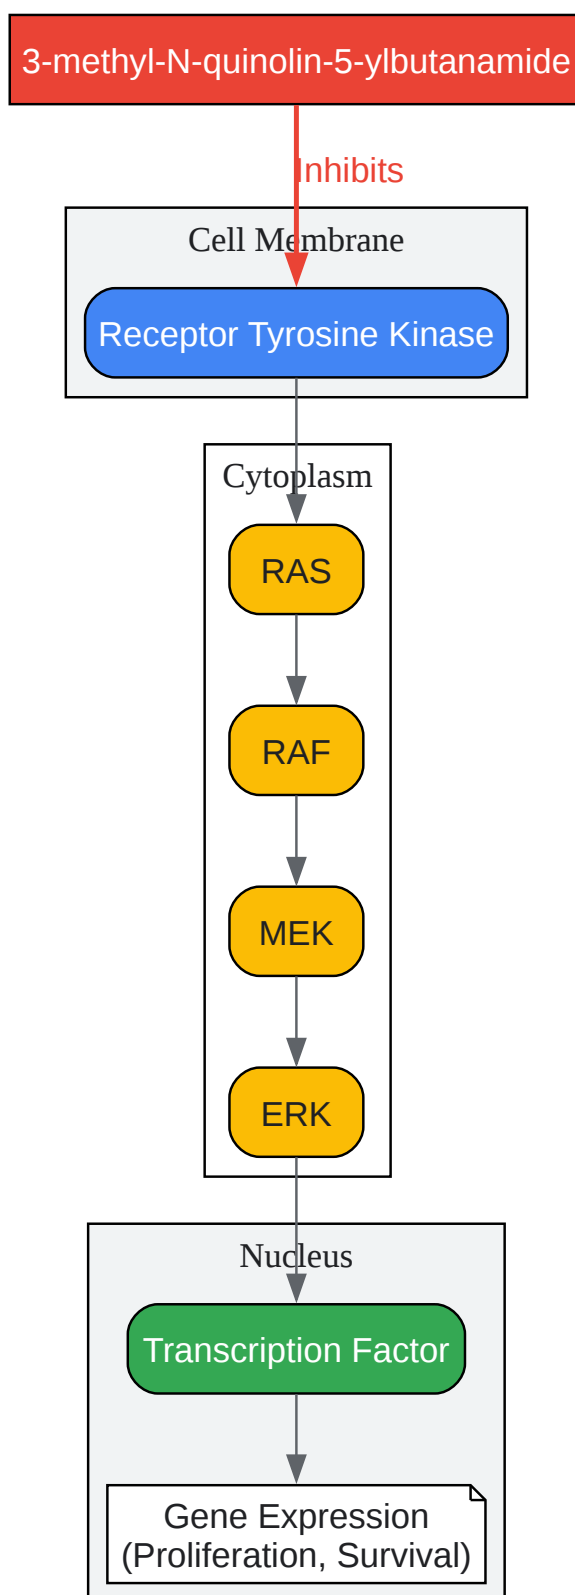 3-methyl-N-quinolin-5-ylbutanamide
Inhibits
Cell Membrane
Receptor Tyrosine Kinase
Cytoplasm
RAS
RAF
MEK
ERK
Nucleus
Transcription Factor
Gene Expression
(Proliferation, Survival)